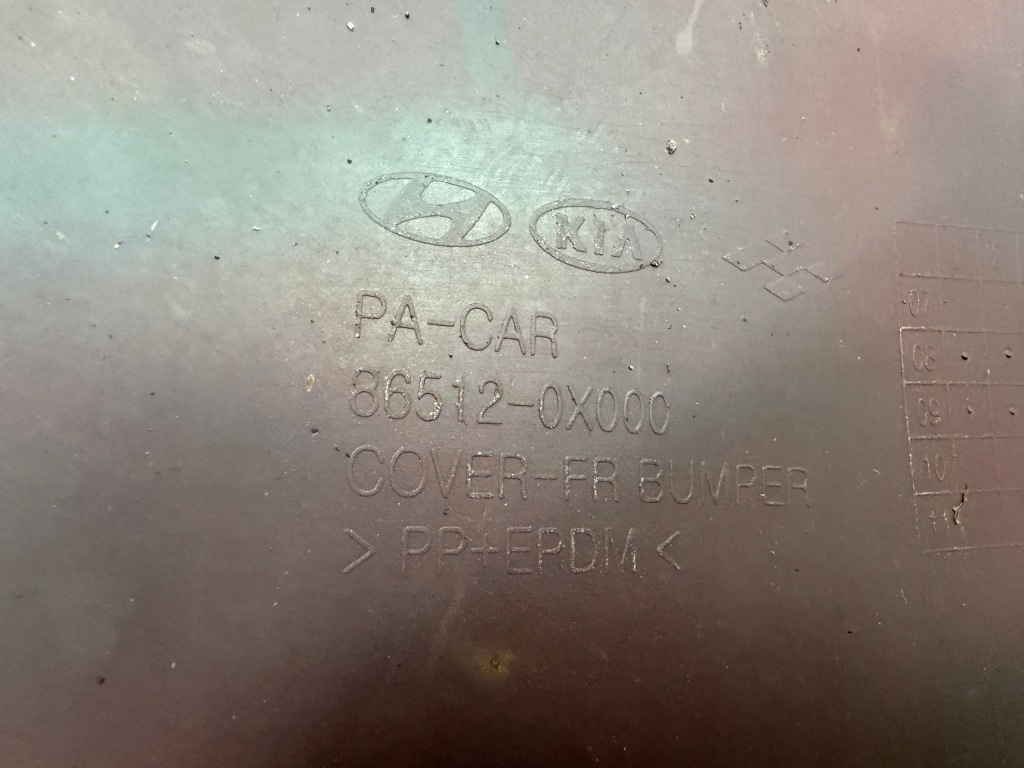 KIA
PA-CAR
86512-0X000
COVER-FR BUMPER
> PP+EPDM <
07
08
09
10
11